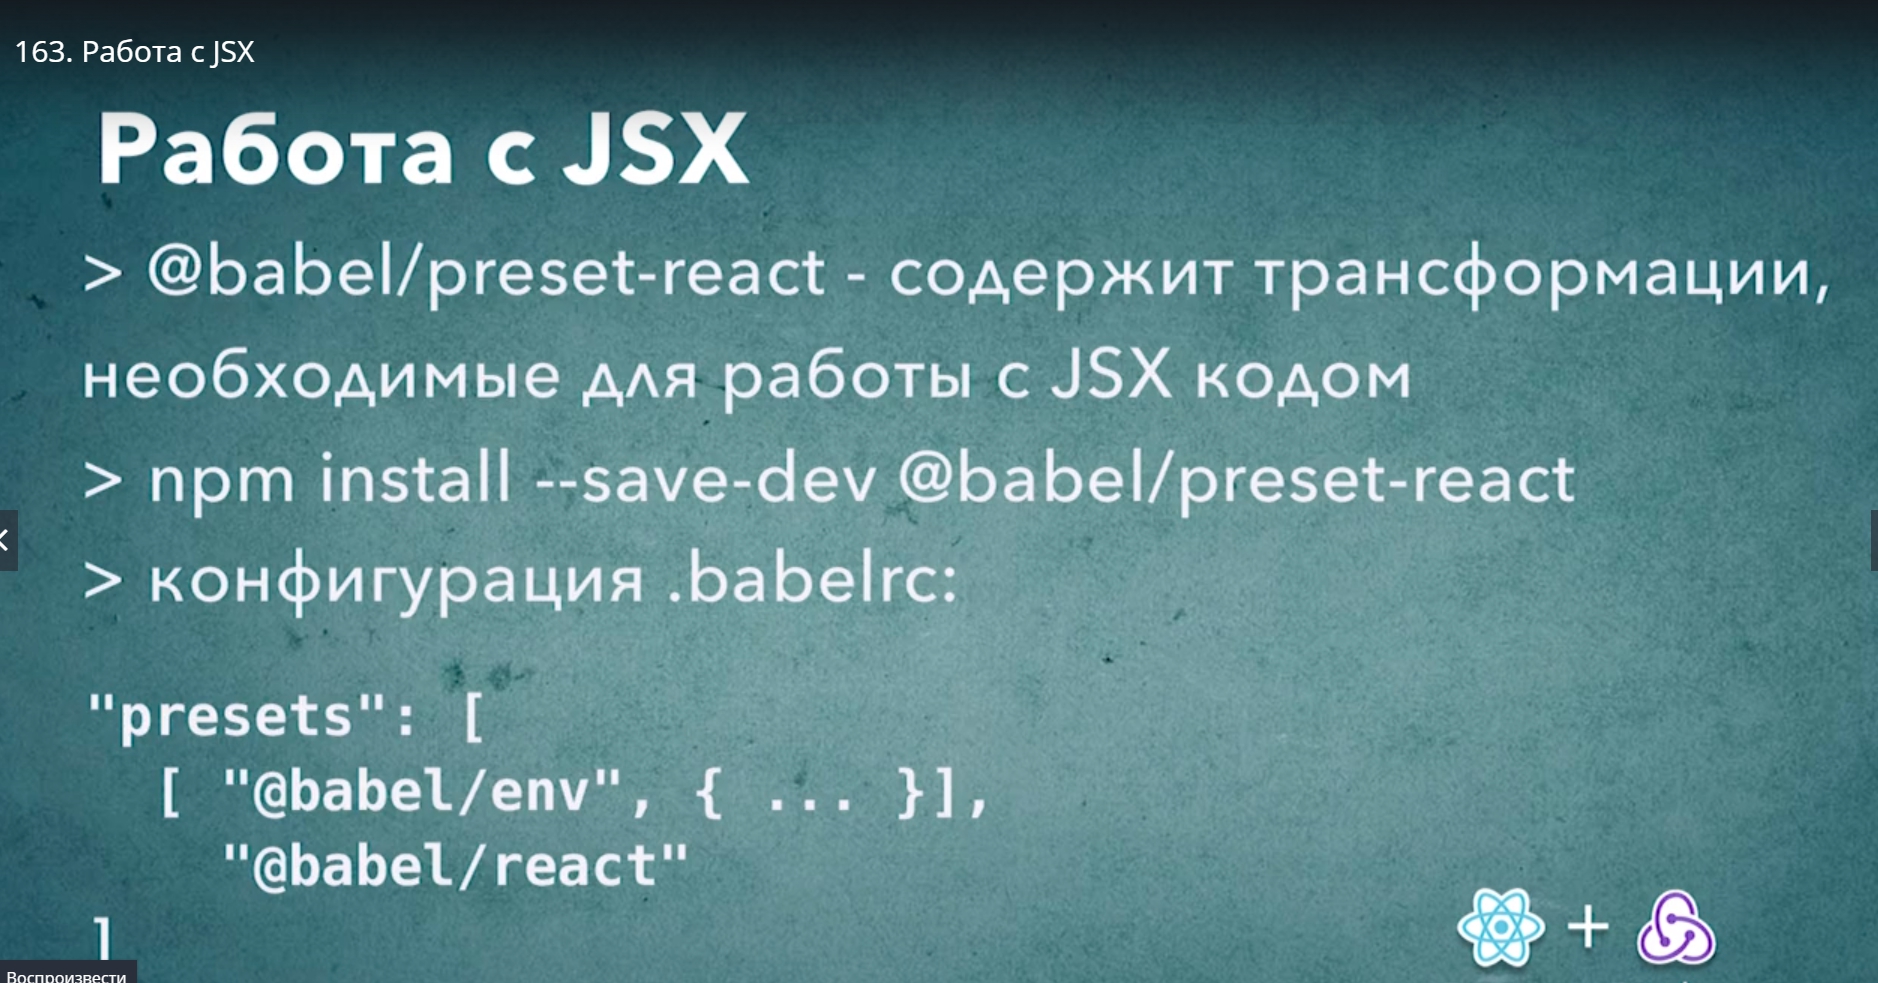 163. Работа с JSX
Работа с JSX
> @babel/preset-react - содержит трансформации,
необходимые для работы с JSX кодом
> npm install --save-dev @babel/preset-react
> конфигурация .babelrc:
"presets": [
[ "@babel/env", { ... }],
"@babel/react"
]
+
Воспроизвести